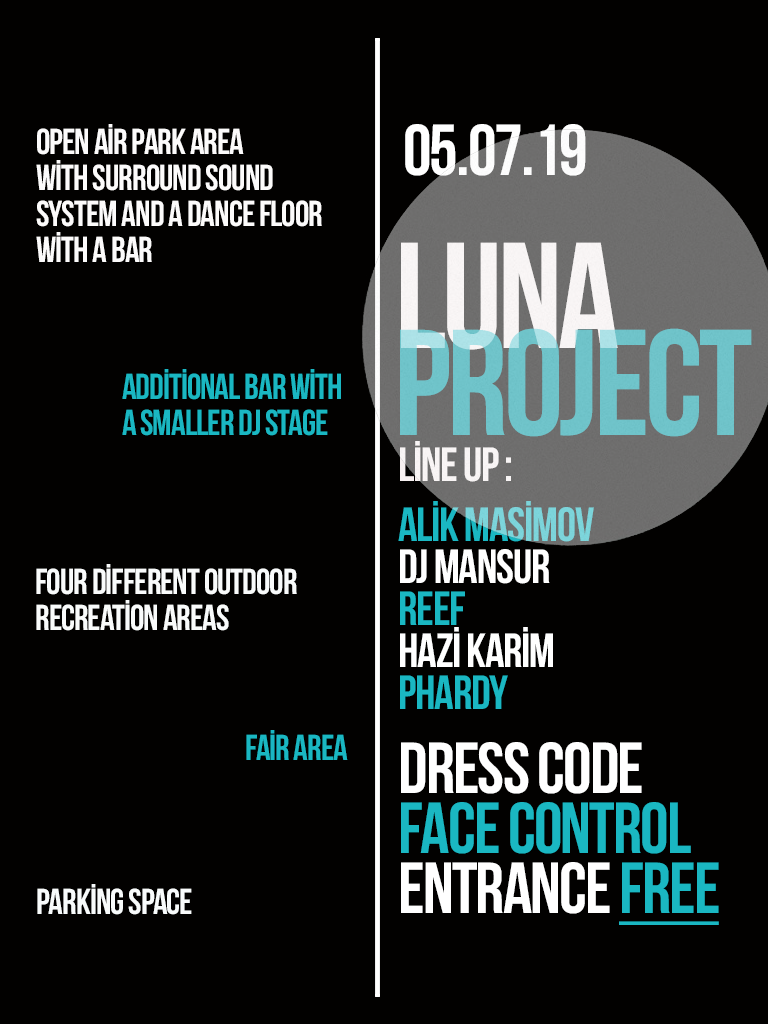 OPEN AİR PARK AREA
WİTH SURROUND SOUND
SYSTEM AND A DANCE FLOOR
WİTH A BAR
ADDİTİONAL BAR WİTH
A SMALLER DJ STAGE
FOUR DİFFERENT OUTDOOR
RECREATİON AREAS
FAİR AREA
PARKİNG SPACE
05.07.19
LUNA
PROJECT
LİNE UP :
ALİK MASİMOV
DJ MANSUR
REEF
HAZİ KARİM
PHARDY
DRESS CODE
FACE CONTROL
ENTRANCE FREE